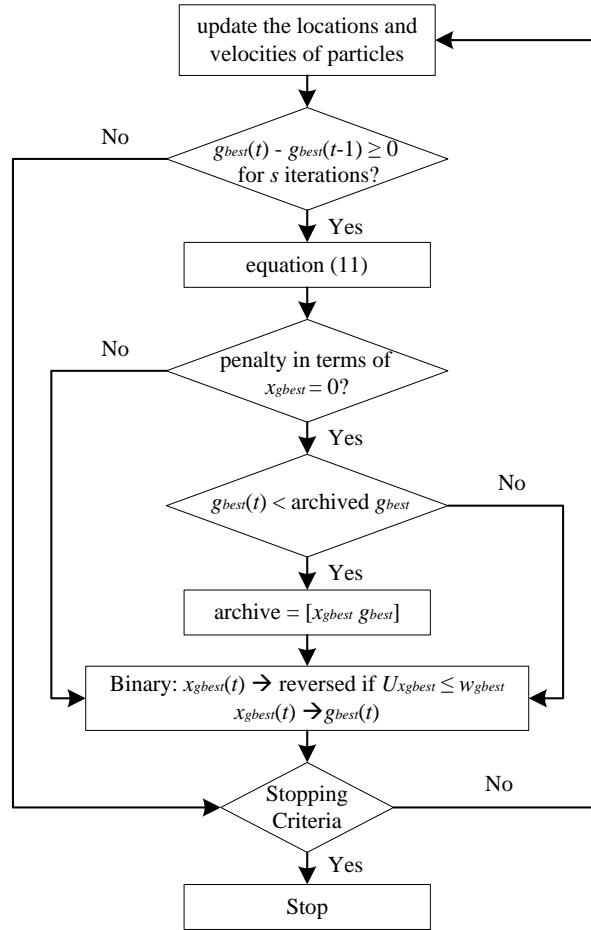 update the locations and
velocities of particles
No
gbest(t) - gbest(t-1) ≥ 0
for s iterations?
Yes
equation (11)
No
penalty in terms of
xgbest = 0?
Yes
No
gbest(t) < archived gbest
Yes
archive = [xgbest gbest]
Binary: xgbest(t) → reversed if Uxgbest ≤ wgbest
xgbest(t) → gbest(t)
Stopping
Criteria
No
Yes
Stop